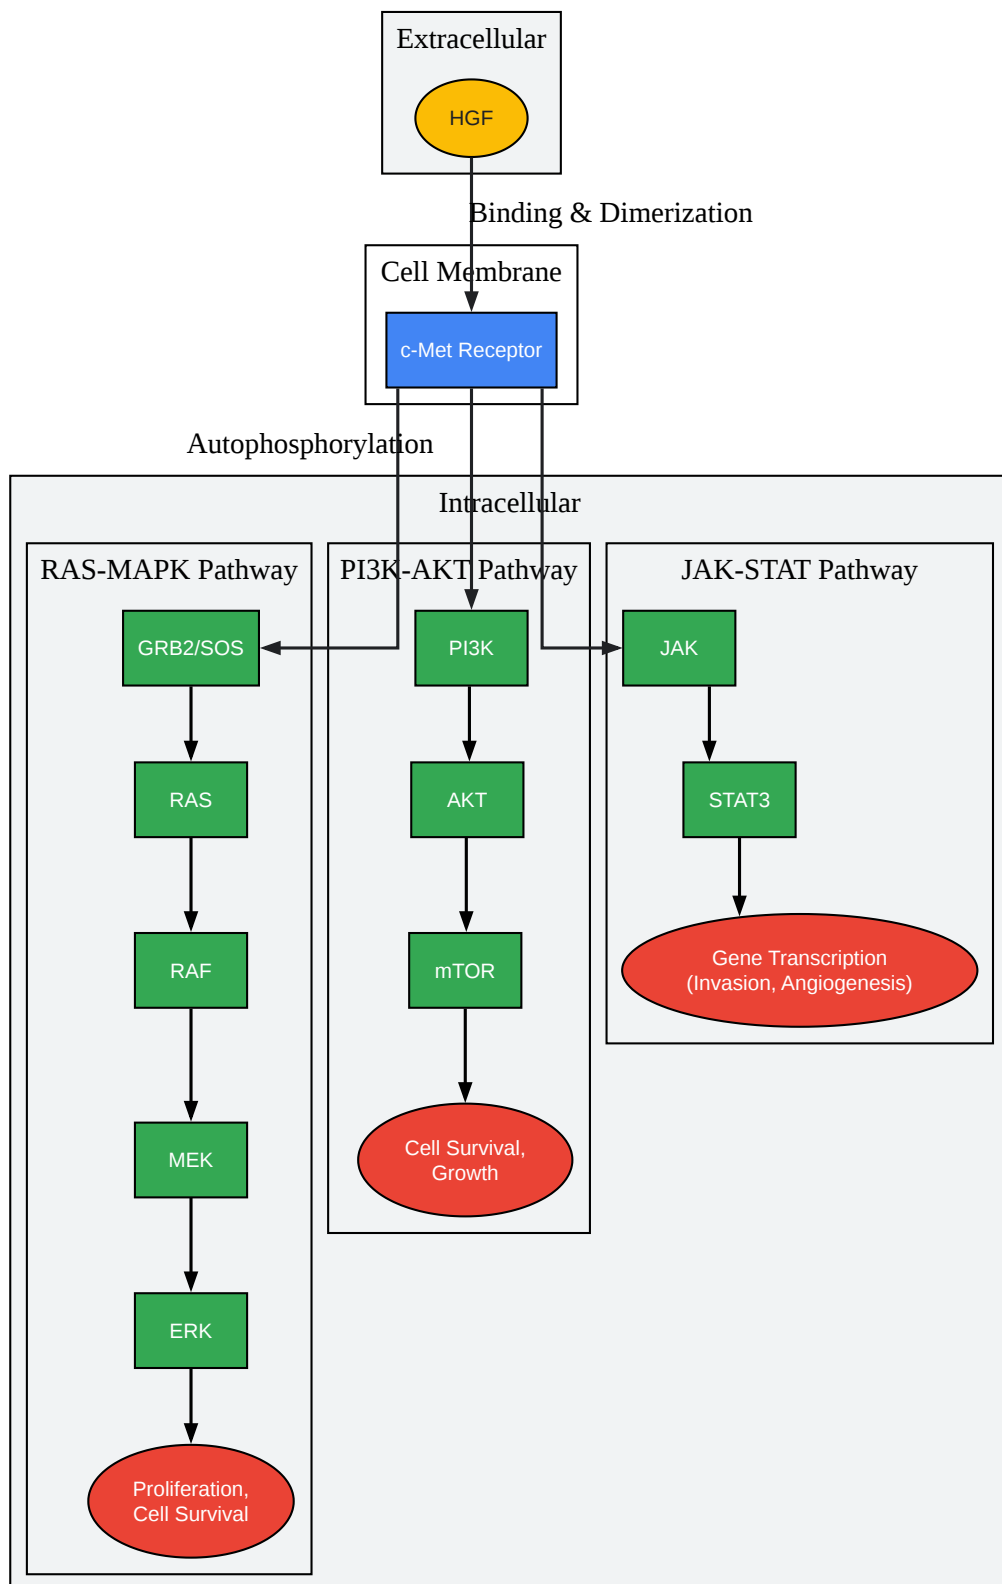 Extracellular
HGF
Binding & Dimerization
Cell Membrane
c-Met Receptor
Autophosphorylation
Intracellular
RAS-MAPK Pathway
GRB2/SOS
RAS
RAF
MEK
ERK
Proliferation,
Cell Survival
PI3K-AKT Pathway
PI3K
AKT
mTOR
Cell Survival,
Growth
JAK-STAT Pathway
JAK
STAT3
Gene Transcription
(Invasion, Angiogenesis)